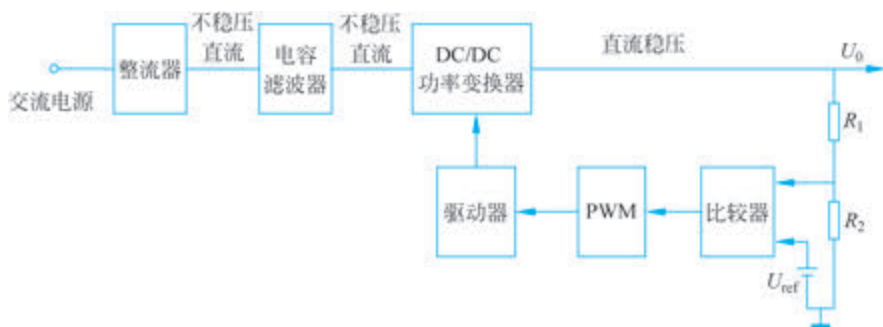 不稳压
直流
不稳压
直流
直流稳压
U₀
整流器
电容
滤波器
DC/DC
功率变换器
交流电源
R₁
驱动器
PWM
比较器
R₂
U_ref